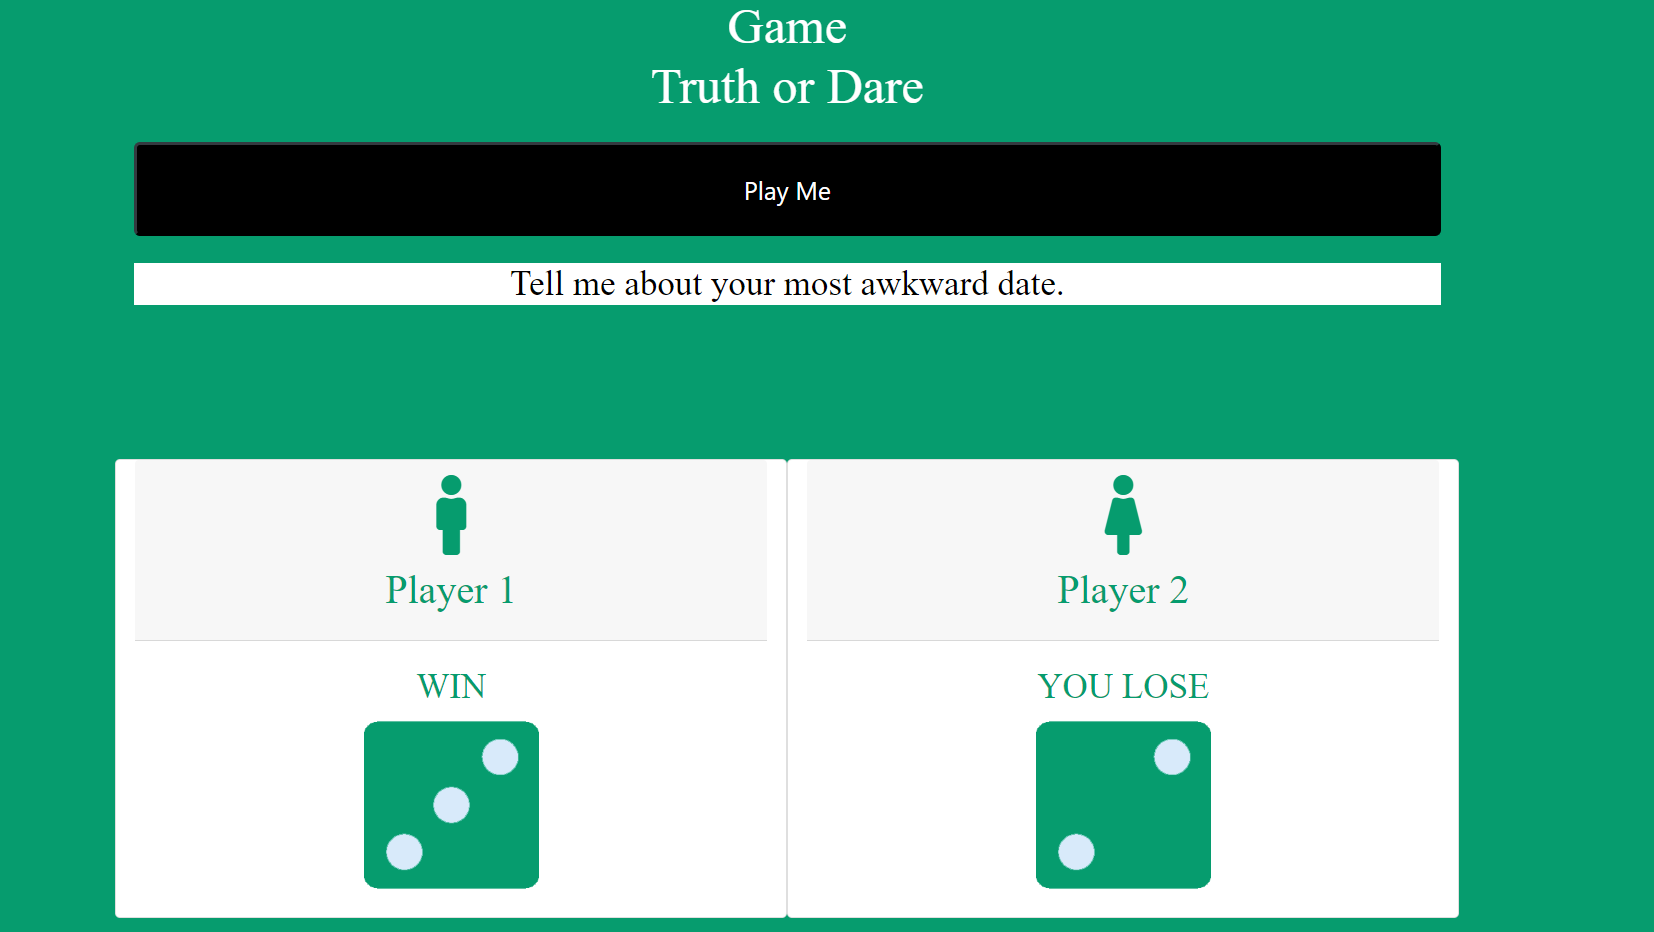 Game
Truth or Dare
Play Me
Tell me about your most awkward date.
Player 1
Player 2
WIN
YOU LOSE